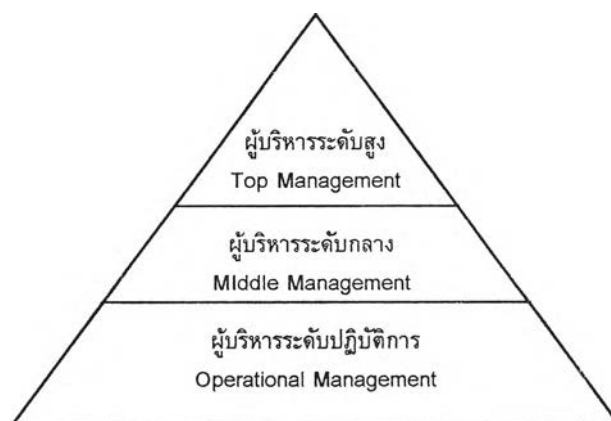 ผู้บริหารระดับสูง
Top Management
ผู้บริหารระดับกลาง
MIddle Management
ผู้บริหารระดับปฏิบัติการ
Operational Management